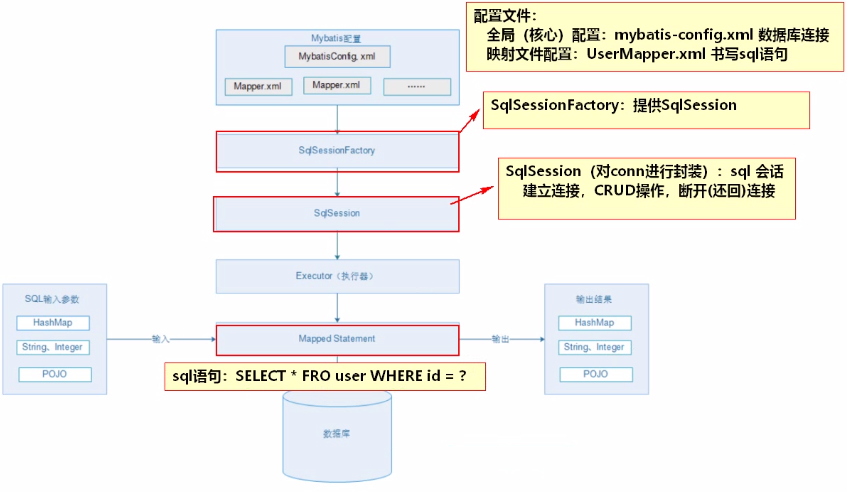 配置文件：
全局（核心）配置：mybatis-config.xml 数据库连接
映射文件配置：UserMapper.xml 书写sql语句
Mybatis配置
MybatisConfig, xml
Mapper.xml
Mapper.xml
······
SqlSessionFactory：提供SqlSession
SqlSessionFactory
SqlSession（对conn进行封装）：sql 会话
建立连接，CRUD操作，断开(还回)连接
SqlSession
Executor（执行器）
SQL输入参数
HashMap
String、Integer
POJO
输入
Mapped Statement
输出
输出结果
HashMap
String、Integer
POJO
sql语句：SELECT * FRO user WHERE id = ？
数据库